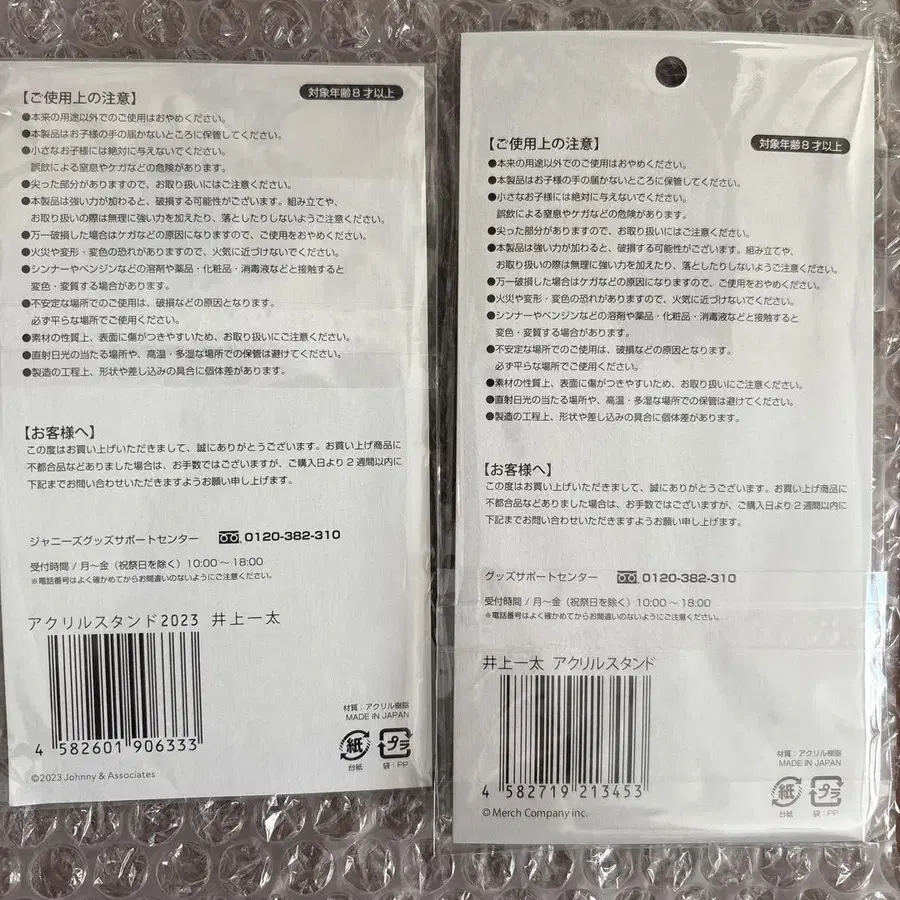 【ご使用上の注意】
対象年齢8才以上
●本来の用途以外でのご使用はおやめください。
●本製品はお子様の手の届かないところに保管してください。
●小さなお子様には絶対に与えないでください。
誤飲による窒息やケガなどの危険があります。
●尖った部分がありますので、お取り扱いにはご注意ください。
●本製品は強い力が加わると、破損する可能性がございます。組み立てや、
お取り扱いの際は無理に強い力を加えたり、落としたりしないようご注意ください。
●万一破損した場合はケガなどの原因になりますので、ご使用をおやめください。
●火災や変形・変色の恐れがありますので、火気に近づけないでください。
●シンナーやベンジンなどの溶剤や薬品・化粧品・消毒液などと接触すると
変色・変質する場合があります。
●不安定な場所でのご使用は、破損などの原因となります。
必ず平らな場所でご使用ください。
●素材の性質上、表面に傷がつきやすいため、お取り扱いにご注意ください。
●直射日光の当たる場所や、高温・多湿な場所での保管は避けてください。
●製造の工程上、形状や差し込みの具合に個体差があります。
【お客様へ】
この度はお買い上げいただきまして、誠にありがとうございます。お買い上げ商品に
不都合品などありました場合は、お手数ではございますが、ご購入日より2週間以内に
下記までお問い合わせいただきますようお願い申し上げます。
ジャニーズグッズサポートセンター 0120-382-310
受付時間/月～金（祝祭日を除く）10:00～18:00
※電話番号はよく確かめてからお間違いのないようにご注意ください。
アクリルスタンド2023 井上一太
4 582601 906333
材質：アクリル樹脂
MADE IN JAPAN
紙 プラ
台紙 袋：PP
©2023 Johnny & Associates
【ご使用上の注意】
対象年齢8才以上
●本来の用途以外でのご使用はおやめください。
●本製品はお子様の手の届かないところに保管してください。
●小さなお子様には絶対に与えないでください。
誤飲による窒息やケガなどの危険があります。
●尖った部分がありますので、お取り扱いにはご注意ください。
●本製品は強い力が加わると、破損する可能性がございます。組み立てや、
お取り扱いの際は無理に強い力を加えたり、落としたりしないようご注意ください。
●万一破損した場合はケガなどの原因になりますので、ご使用をおやめください。
●火災や変形・変色の恐れがありますので、火気に近づけないでください。
●シンナーやベンジンなどの溶剤や薬品・化粧品・消毒液などと接触すると
変色・変質する場合があります。
●不安定な場所でのご使用は、破損などの原因となります。
必ず平らな場所でご使用ください。
●素材の性質上、表面に傷がつきやすいため、お取り扱いにご注意ください。
●直射日光の当たる場所や、高温・多湿な場所での保管は避けてください。
●製造の工程上、形状や差し込みの具合に個体差があります。
【お客様へ】
この度はお買い上げいただきまして、誠にありがとうございます。お買い上げ商品に
不都合品などありました場合は、お手数ではございますが、ご購入日より2週間以内に
下記までお問い合わせいただきますようお願い申し上げます。
グッズサポートセンター 0120-382-310
受付時間/月～金（祝祭日を除く）10:00～18:00
※電話番号はよく確かめてからお間違いのないようにご注意ください。
井上一太 アクリルスタンド
4 582719 213453
材質：アクリル樹脂
MADE IN JAPAN
紙 プラ
台紙 袋：PP
© Merch Company inc.